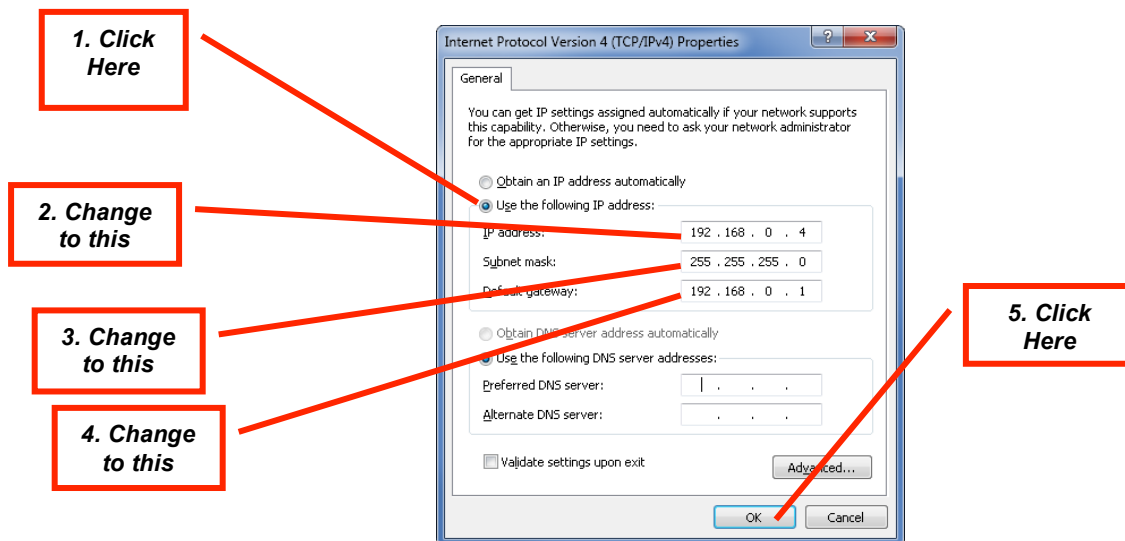 1. Click
Here
Internet Protocol Version 4 (TCP/IPv4) Properties
?
X
General
You can get IP settings assigned automatically if your network supports
this capability. Otherwise, you need to ask your network administrator
for the appropriate IP settings.
Obtain an IP address automatically
Use the following IP address:
2. Change
to this
IP address: 192 . 168 . 0 . 4
Subnet mask: 255 . 255 . 255 . 0
Default gateway: 192 . 168 . 0 . 1
3. Change
to this
5. Click
Here
Obtain DNS server address automatically
Use the following DNS server addresses:
Preferred DNS server: . . .
Alternate DNS server: . . .
4. Change
to this
Validate settings upon exit
Advanced...
OK Cancel